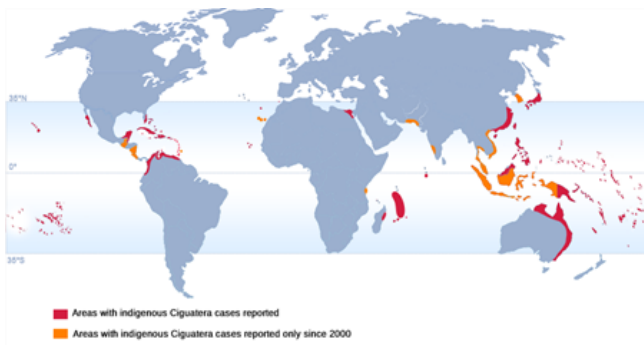 35°N
0°
35°S
Areas with indigenous Ciguatera cases reported
Areas with indigenous Ciguatera cases reported only since 2000